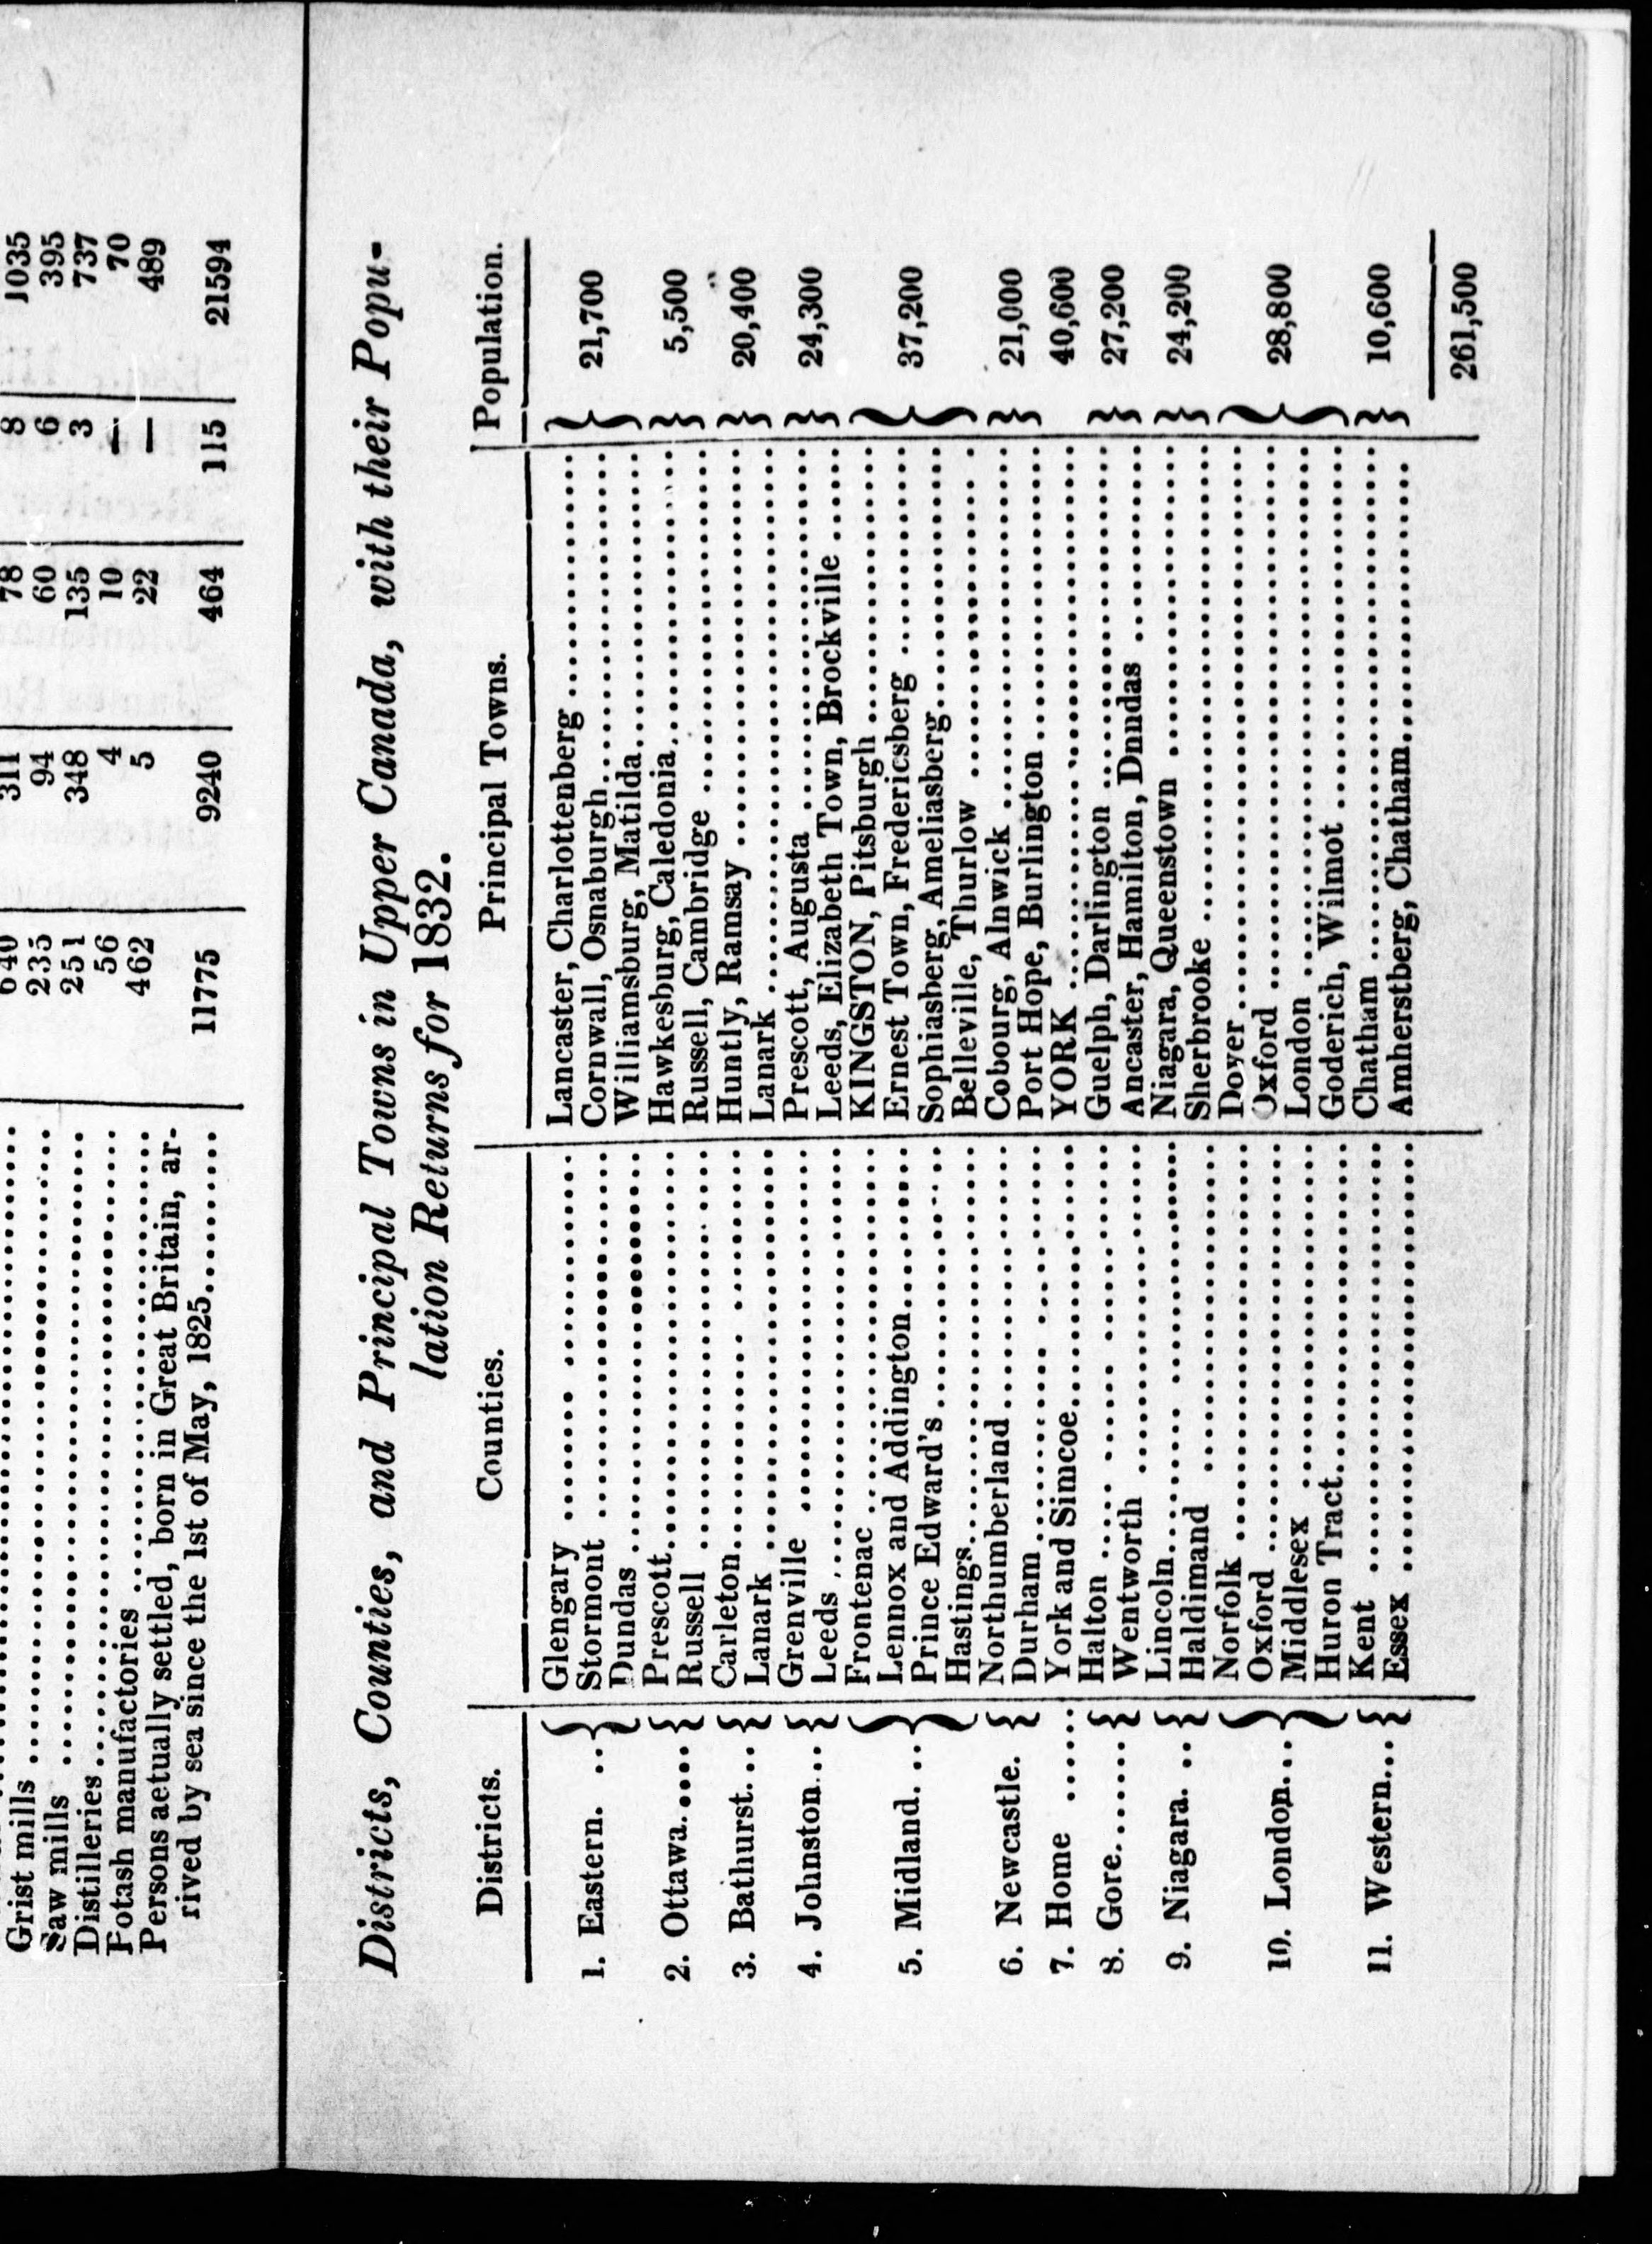 1035
8
78
311
640
Grist mills .......... 235 94 60 6 395
Saw mills .......... 251 348 135 3 737
Distilleries .......... 56 4 10 — 70
Potash manufactories .......... 462 5 22 — 489
Persons aetually settled, born in Great Britain, ar-
rived by sea since the 1st of May, 1825..........
11775 9240 464 115 21594
Districts, Counties, and Principal Towns in Upper Canada, with their Popu-
lation Returns for 1832.
Districts. Counties. Principal Towns. Population.
Glengary .......... Lancaster, Charlottenberg ..........
1. Eastern. .. { Stormont .......... Cornwall, Osnaburgh.......... } 21,700
Dundas .......... Williamsburg, Matilda..........
2. Ottawa..... { Prescott.......... Hawkesburg, Caledonia.......... } 5,500
Russell .......... Russell, Cambridge ..........
3. Bathurst. .. { Carleton.......... Huntly, Ramsay .......... } 20,400
Lanark .......... Lanark ..........
4. Johnston... { Grenville .......... Prescott, Augusta .......... } 24,300
Leeds .......... Leeds, Elizabeth Town, Brockville ......
Frontenac .......... KINGSTON, Pitsburgh ..........
5. Midland. .. { Lennox and Addington.......... Ernest Town, Fredericsberg .......... } 37,200
Prince Edward's .......... Sophiasberg, Ameliasberg..........
Hastings.......... Belleville, Thurlow ..........
6. Newcastle. { Northumberland.......... Cobourg, Alnwick .......... } 21,000
Durham .......... Port Hope, Burlington ..........
7. Home ...... York and Simcoe.......... YORK .......... 40,600
8. Gore....... { Halton .......... Guelph, Darlington .......... } 27,200
Wentworth .......... Ancaster, Hamilton, Dnndas ..........
9. Niagara. .. { Lincoln.......... Niagara, Queenstown .......... } 24,200
Haldimand .......... Sherbrooke ..........
Norfolk .......... Dover..........
10. London... { Oxford .......... Oxford .......... } 28,800
Middlesex .......... London ..........
Huron Tract.......... Goderich, Wilmot ..........
11. Western... { Kent .......... Chatham .......... } 10,600
Essex .......... Amherstberg, Chatham..........
261,500